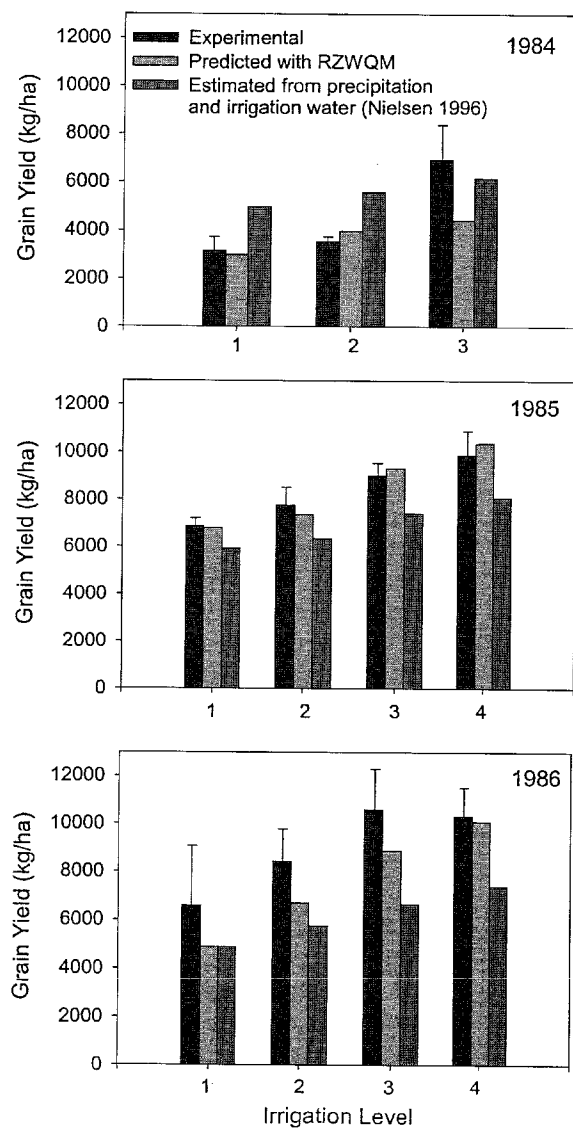 12000
10000
8000
6000
4000
2000
0
Grain Yield (kg/ha)
Experimental
Predicted with RZWQM
Estimated from precipitation
and irrigation water (Nielsen 1996)
1984
1 2 3
12000
10000
8000
6000
4000
2000
0
Grain Yield (kg/ha)
1985
1 2 3 4
12000
10000
8000
6000
4000
2000
0
Grain Yield (kg/ha)
1986
1 2 3 4
Irrigation Level